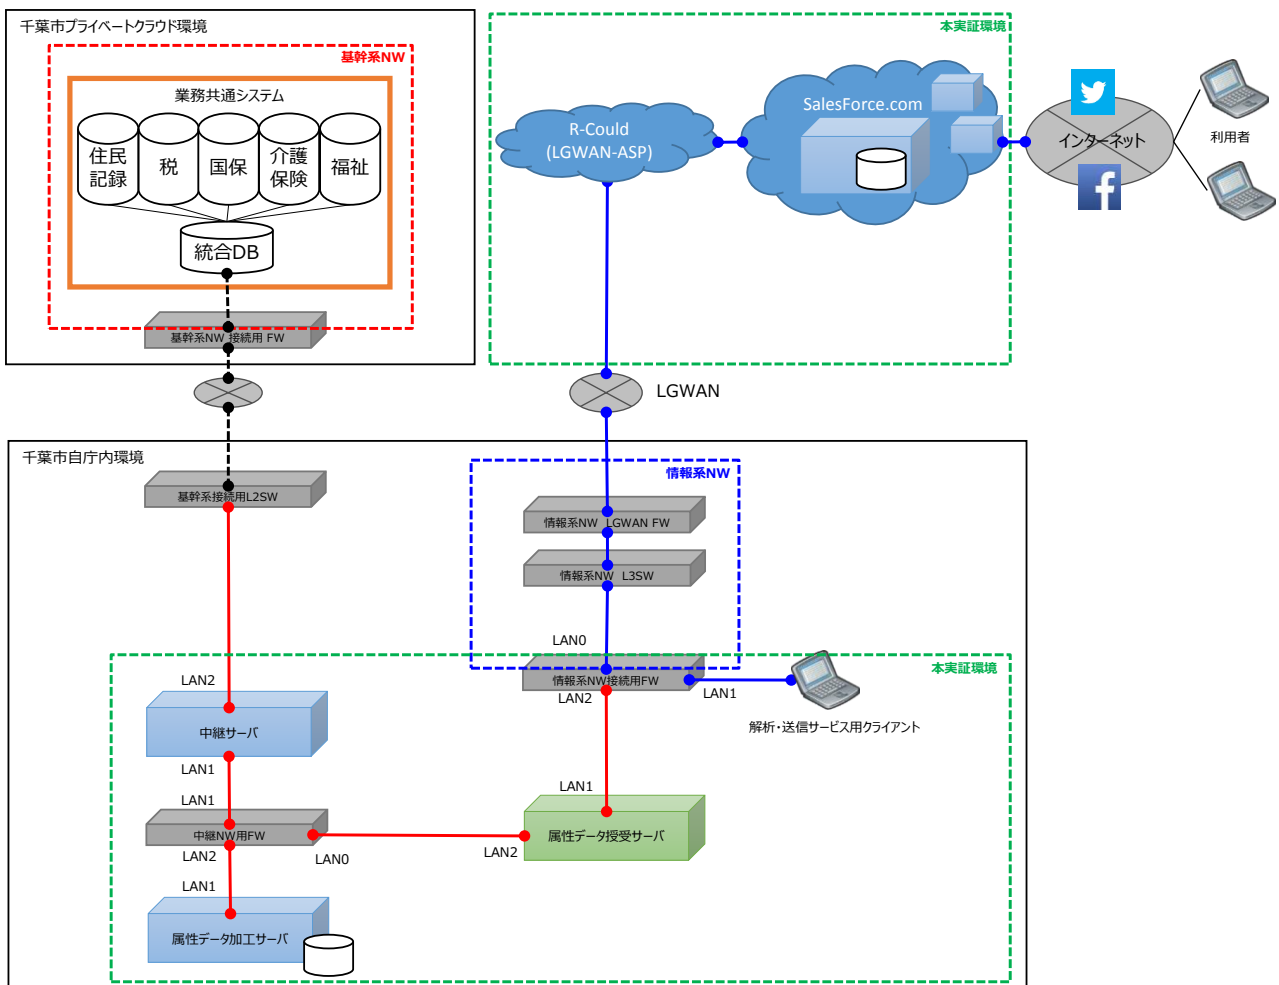 千葉市プライベートクラウド環境
基幹系NW
業務共通システム
住民
記録
税
国保
介護
保険
福祉
統合DB
基幹系NW 接続用 FW
本実証環境
R-Could
(LGWAN-ASP)
SalesForce.com
インターネット
利用者
LGWAN
千葉市自庁内環境
基幹系接続用L2SW
情報系NW
情報系NW LGWAN FW
情報系NW L3SW
LAN0
本実証環境
情報系NW接続用FW
LAN1
LAN2
解析・送信サービス用クライアント
LAN2
中継サーバ
LAN1
LAN1
中継NW用FW
LAN2
LAN0
LAN1
属性データ授受サーバ
LAN2
LAN1
属性データ加工サーバ